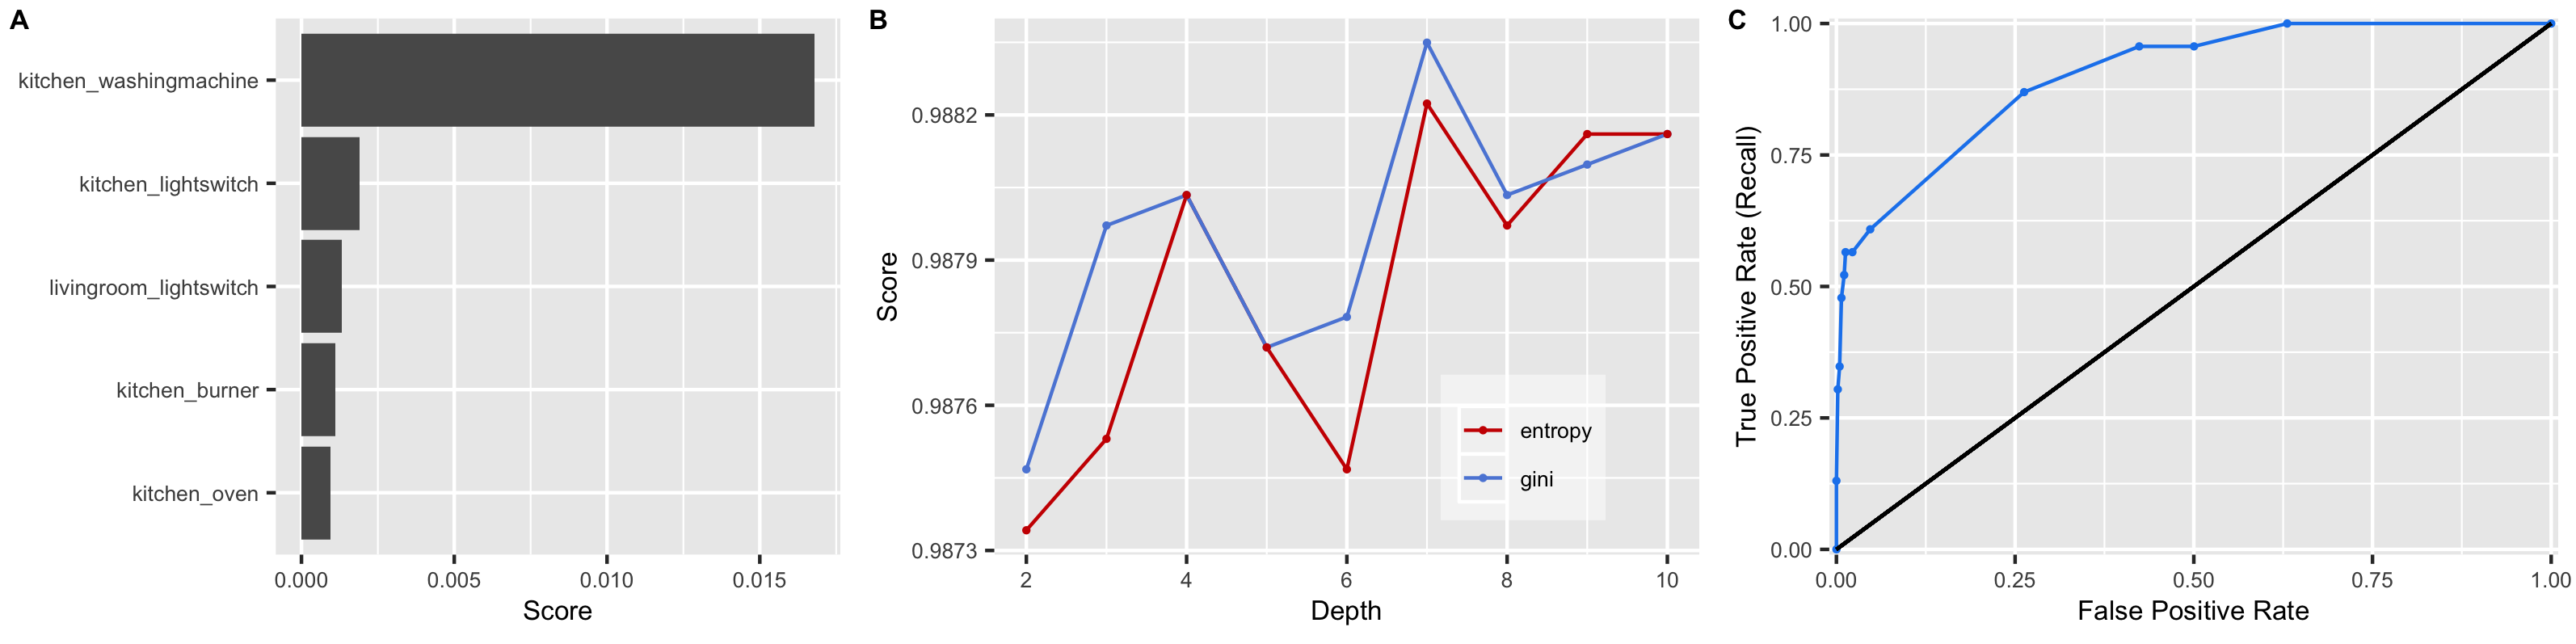 A
kitchen_washingmachine
kitchen_lightswitch
livingroom_lightswitch
kitchen_burner
kitchen_oven
0.000 0.005 0.010 0.015
Score
B
Score
0.9882
0.9879
0.9876
0.9873
entropy
gini
2 4 6 8 10
Depth
C
True Positive Rate (Recall)
1.00
0.75
0.50
0.25
0.00
0.00 0.25 0.50 0.75 1.00
False Positive Rate